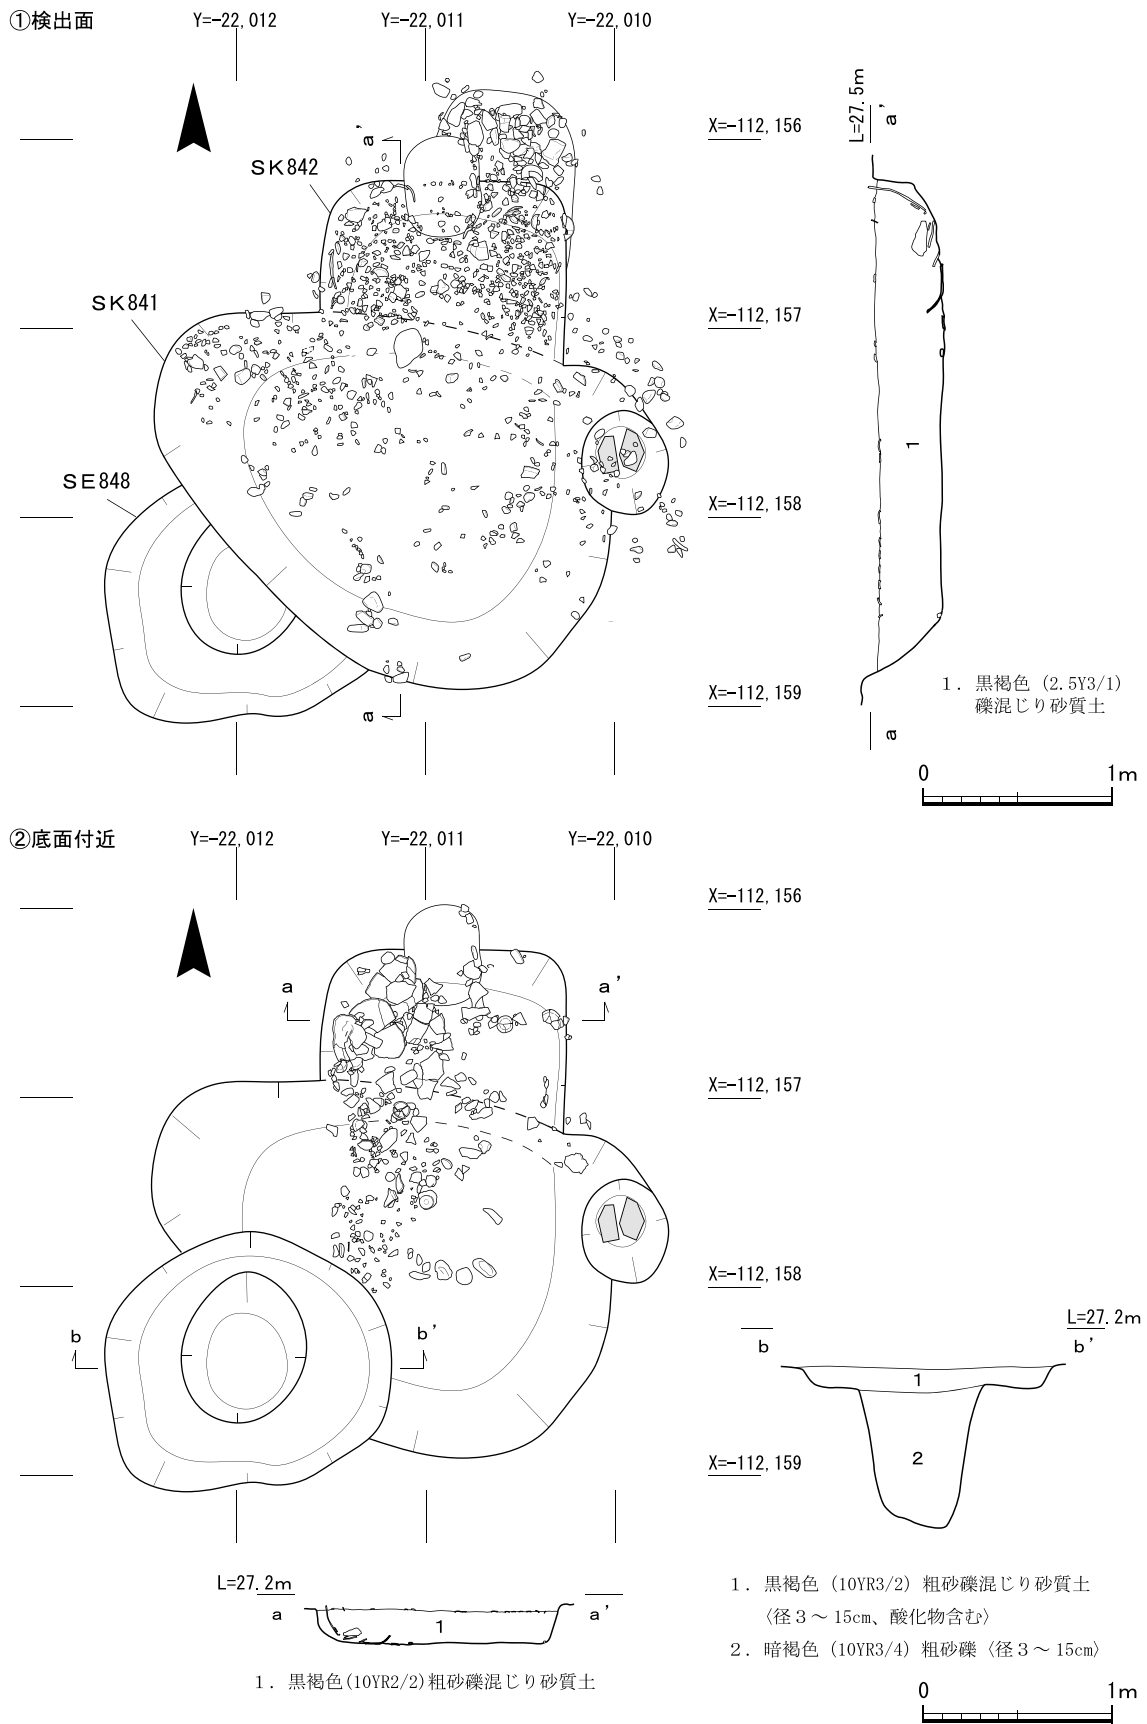 ①検出面
Y=-22,012
Y=-22,011
Y=-22,010
L=27.5m
a'
X=-112,156
a'
SK842
SK841
X=-112,157
1
SE848
X=-112,158
1. 黒褐色 (2.5Y3/1)
礫混じり砂質土
X=-112,159
a
a
0
1m
②底面付近
Y=-22,012
Y=-22,011
Y=-22,010
X=-112,156
a
a'
X=-112,157
X=-112,158
L=27.2m
b
b'
b
b'
1
2
X=-112,159
L=27.2m
a
1
a'
1. 黒褐色(10YR2/2)粗砂礫混じり砂質土
1. 黒褐色 (10YR3/2) 粗砂礫混じり砂質土
〈径3～15cm、酸化物含む〉
2. 暗褐色 (10YR3/4) 粗砂礫〈径3～15cm〉
0
1m